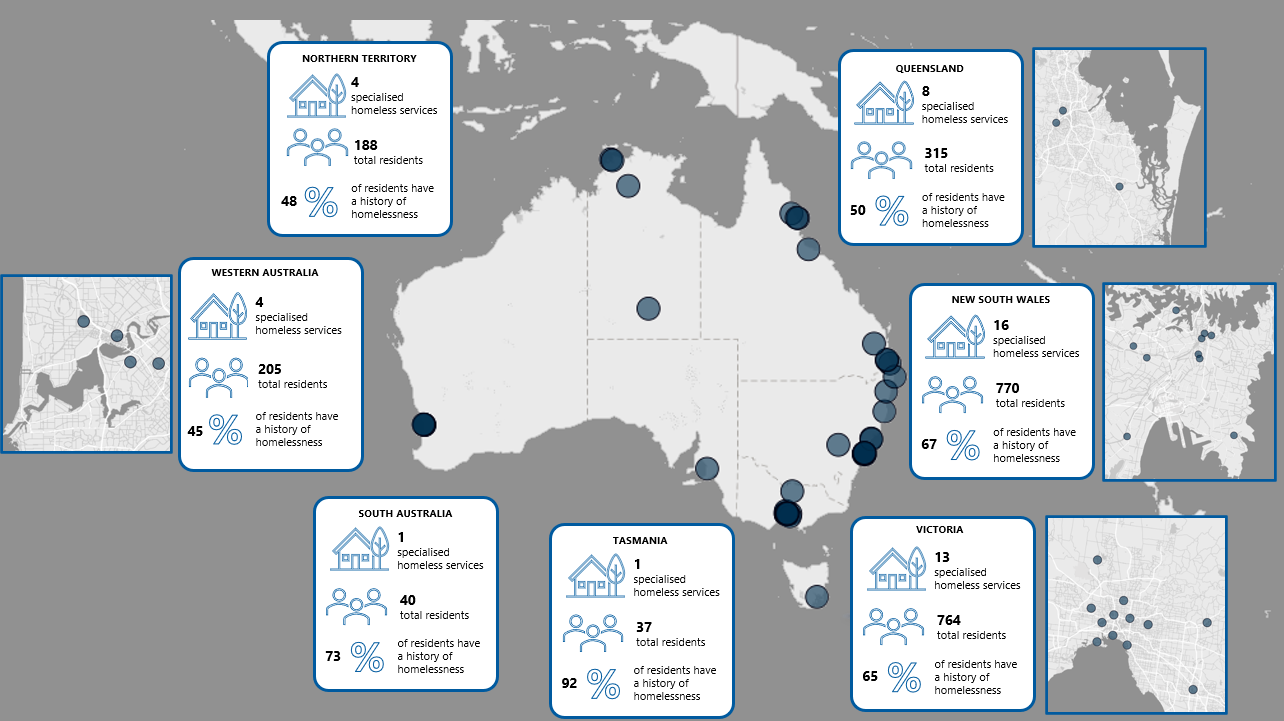 NORTHERN TERRITORY
4
specialised
homeless services
188
total residents
48 %
of residents have
a history of
homelessness
QUEENSLAND
8
specialised
homeless services
315
total residents
50 %
of residents have
a history of
homelessness
WESTERN AUSTRALIA
4
specialised
homeless services
205
total residents
45 %
of residents have
a history of
homelessness
NEW SOUTH WALES
16
specialised
homeless services
770
total residents
67 %
of residents have
a history of
homelessness
SOUTH AUSTRALIA
1
specialised
homeless services
40
total residents
73 %
of residents have
a history of
homelessness
TASMANIA
1
specialised
homeless services
37
total residents
92 %
of residents have
a history of
homelessness
VICTORIA
13
specialised
homeless services
764
total residents
65 %
of residents have
a history of
homelessness